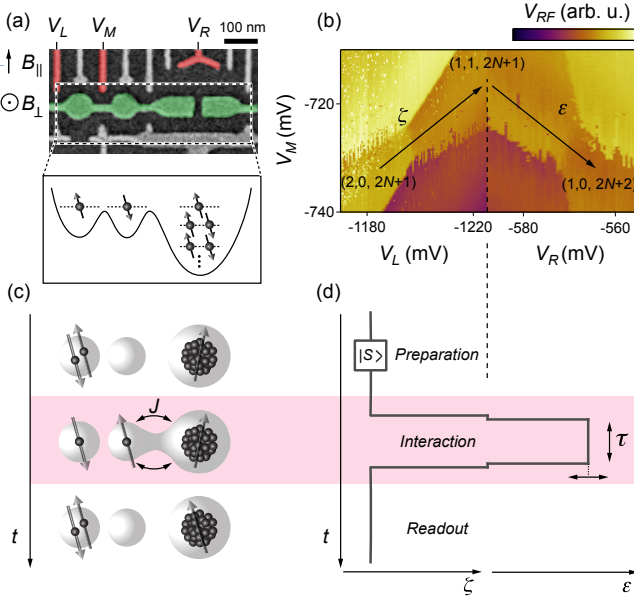 (a)
V_L V_M V_R 100 nm
B_||
B_⊥
(b)
V_RF (arb. u.)
V_M (mV)
-720
-740
(1,1, 2N+1)
ζ ε
(2,0, 2N+1)
(1,0, 2N+2)
-1180 -1220 -580 -560
V_L (mV) V_R (mV)
(c)
J
t
(d)
|S> Preparation
Interaction τ
Readout
t
ζ ε